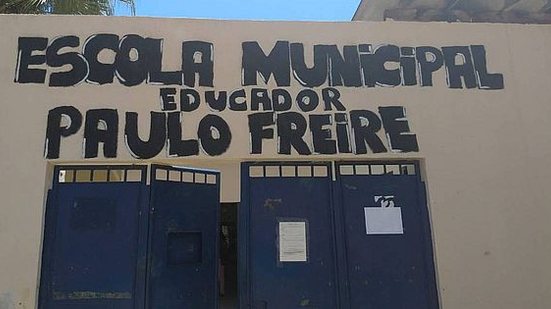 ESCOLA MUNICIPAL
EDUCADOR
PAULO FREIRE